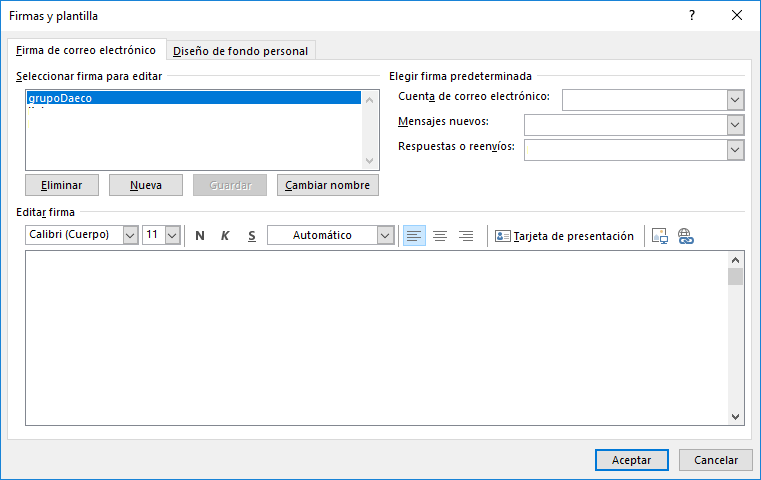 Firmas y plantilla
Firma de correo electrónico
Diseño de fondo personal
Seleccionar firma para editar
grupoDaeco
Eliminar
Nueva
Guardar
Cambiar nombre
Elegir firma predeterminada
Cuenta de correo electrónico:
Mensajes nuevos:
Respuestas o reenvíos:
Editar firma
Calibri (Cuerpo) 11 N K S Automático Tarjeta de presentación
Aceptar
Cancelar